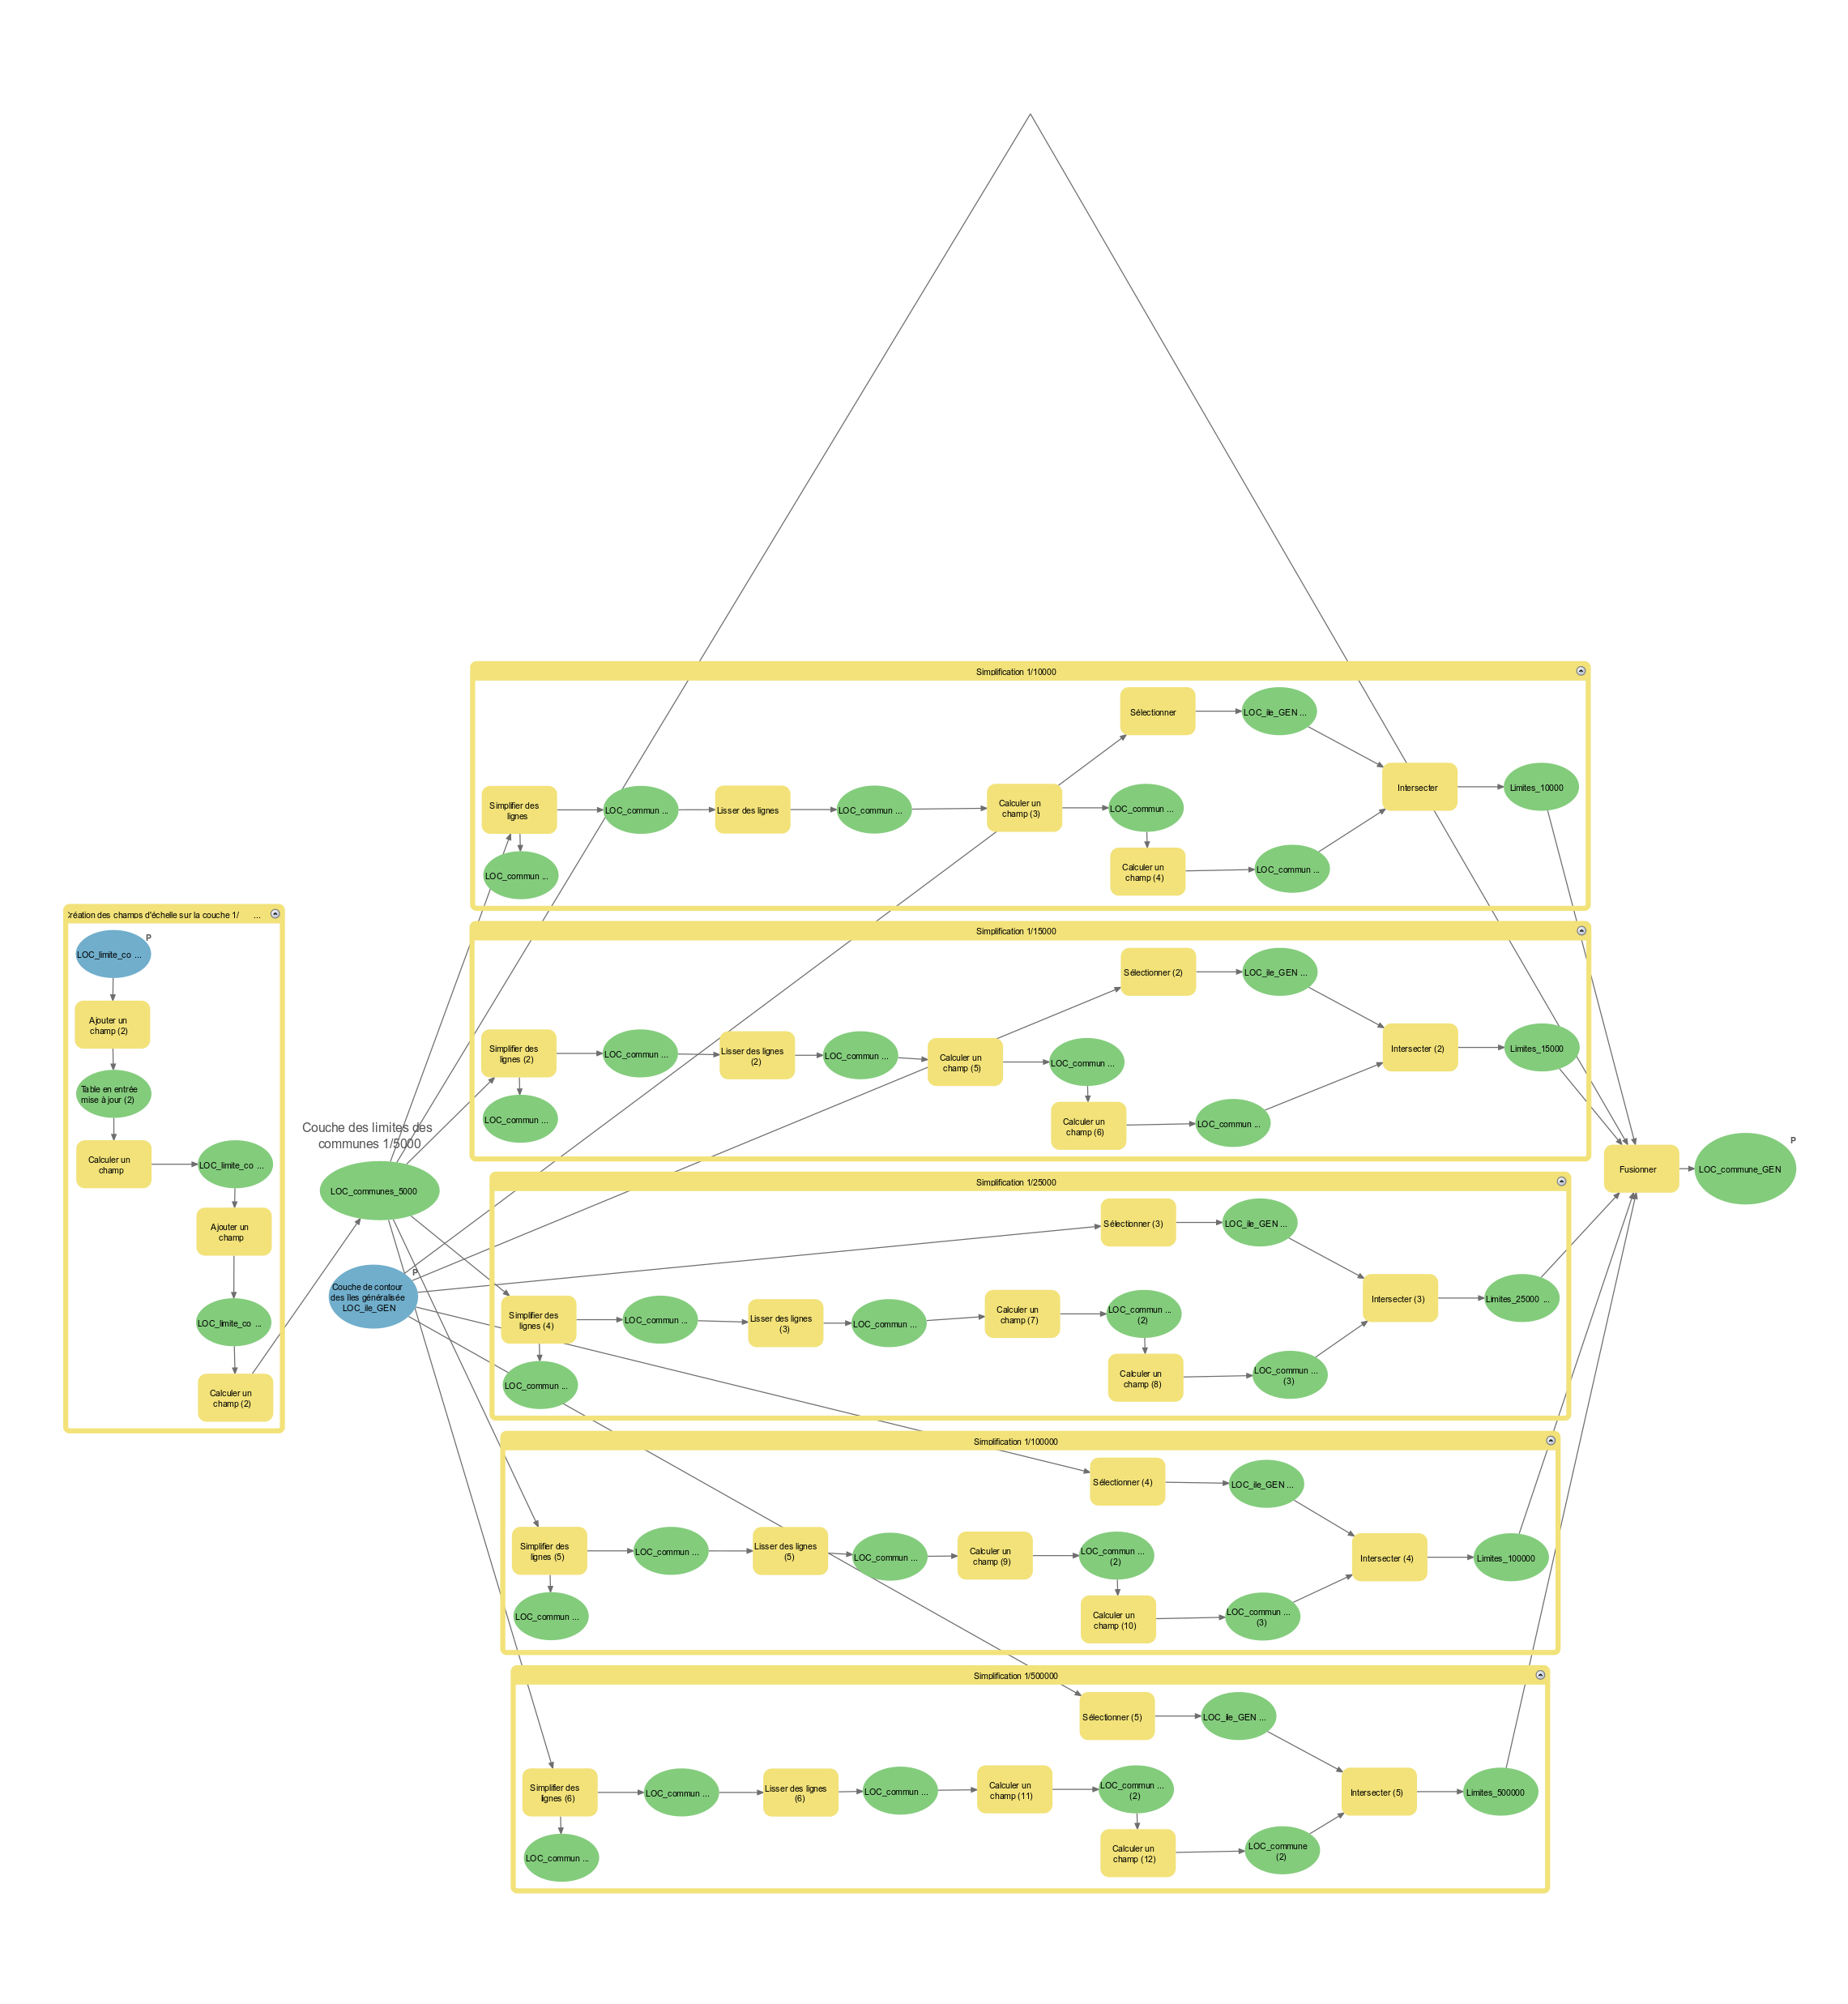 Simplification 1/10000
Sélectionner
LOC_ile_GEN ...
Simplifier des
lignes
LOC_commun ...
Lisser des lignes
LOC_commun ...
Calculer un
champ (3)
LOC_commun ...
Intersecter
Limites_10000
LOC_commun ...
Calculer un
champ (4)
LOC_commun ...
Création des champs d'échelle sur la couche 1/ ...
P
LOC_limite_co ...
Ajouter un
champ (2)
Table en entrée
mise à jour (2)
Calculer un
champ
LOC_limite_co ...
Ajouter un
champ
LOC_limite_co ...
Calculer un
champ (2)
Simplification 1/15000
Sélectionner (2)
LOC_ile_GEN ...
Simplifier des
lignes (2)
LOC_commun ...
Lisser des lignes
(2)
LOC_commun ...
Calculer un
champ (5)
LOC_commun ...
Intersecter (2)
Limites_15000
LOC_commun ...
Calculer un
champ (6)
LOC_commun ...
Couche des limites des
communes 1/5000
LOC_communes_5000
P
Couche de contour
des îles généralisée
LOC_ile_GEN
Fusionner
P
LOC_commune_GEN
Simplification 1/25000
Sélectionner (3)
LOC_ile_GEN ...
Simplifier des
lignes (4)
LOC_commun ...
Lisser des lignes
(3)
LOC_commun ...
Calculer un
champ (7)
LOC_commun ...
(2)
Intersecter (3)
Limites_25000 ...
LOC_commun ...
Calculer un
champ (8)
LOC_commun ...
(3)
Simplification 1/100000
Sélectionner (4)
LOC_ile_GEN ...
Simplifier des
lignes (5)
LOC_commun ...
Lisser des lignes
(5)
LOC_commun ...
Calculer un
champ (9)
LOC_commun ...
(2)
Intersecter (4)
Limites_100000
LOC_commun ...
Calculer un
champ (10)
LOC_commun ...
(3)
Simplification 1/500000
Sélectionner (5)
LOC_ile_GEN ...
Simplifier des
lignes (6)
LOC_commun ...
Lisser des lignes
(6)
LOC_commun ...
Calculer un
champ (11)
LOC_commun ...
(2)
Intersecter (5)
Limites_500000
LOC_commun ...
Calculer un
champ (12)
LOC_commune
(2)